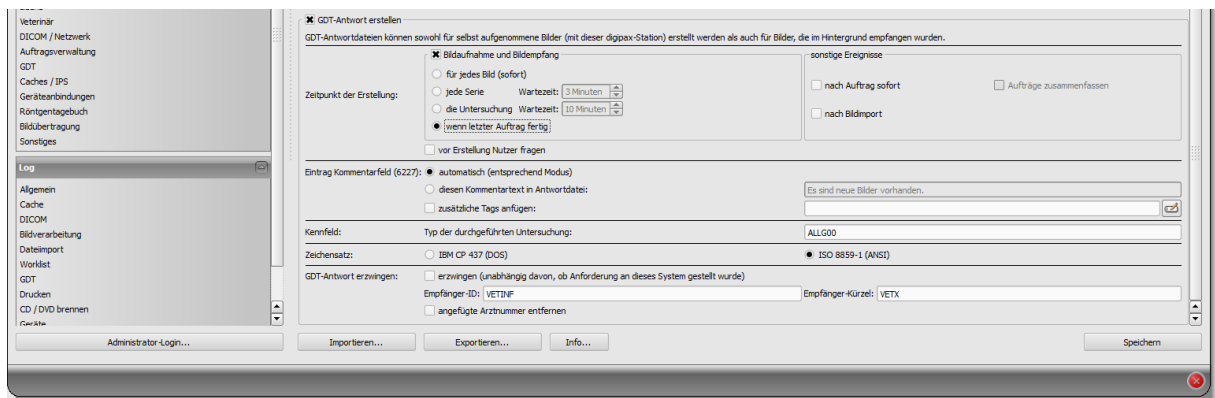 Veterinär
DICOM / Netzwerk
Auftragsverwaltung
GDT
Caches / IPS
Geräteanbindungen
Röntgentagebuch
Bildübertragung
Sonstiges
Log
Allgemein
Cache
DICOM
Bildverarbeitung
Dateiimport
Worklist
GDT
Drucken
CD / DVD brennen
Geräte
Administrator-Login...
GDT-Antwort erstellen
GDT-Antwortdateien können sowohl für selbst aufgenommene Bilder (mit dieser digipax-Station) erstellt werden als auch für Bilder, die im Hintergrund empfangen wurden.
Zeitpunkt der Erstellung:
Bildaufnahme und Bildempfang
für jedes Bild (sofort)
jede Serie Wartezeit: 3 Minuten
die Untersuchung Wartezeit: 10 Minuten
wenn letzter Auftrag fertig
vor Erstellung Nutzer fragen
sonstige Ereignisse
nach Auftrag sofort Aufträge zusammenfassen
nach Bildimport
Eintrag Kommentarfeld (6227): automatisch (entsprechend Modus)
diesen Kommentartext in Antwortdatei: Es sind neue Bilder vorhanden.
zusätzliche Tags anfügen:
Kennfeld: Typ der durchgeführten Untersuchung: ALLG00
Zeichensatz: IBM CP 437 (DOS) ISO 8859-1 (ANSI)
GDT-Antwort erzwingen: erzwingen (unabhängig davon, ob Anforderung an dieses System gestellt wurde)
Empfänger-ID: VETINF Empfänger-Kürzel: VETX
angefügte Arztnummer entfernen
Importieren... Exportieren... Info... Speichern